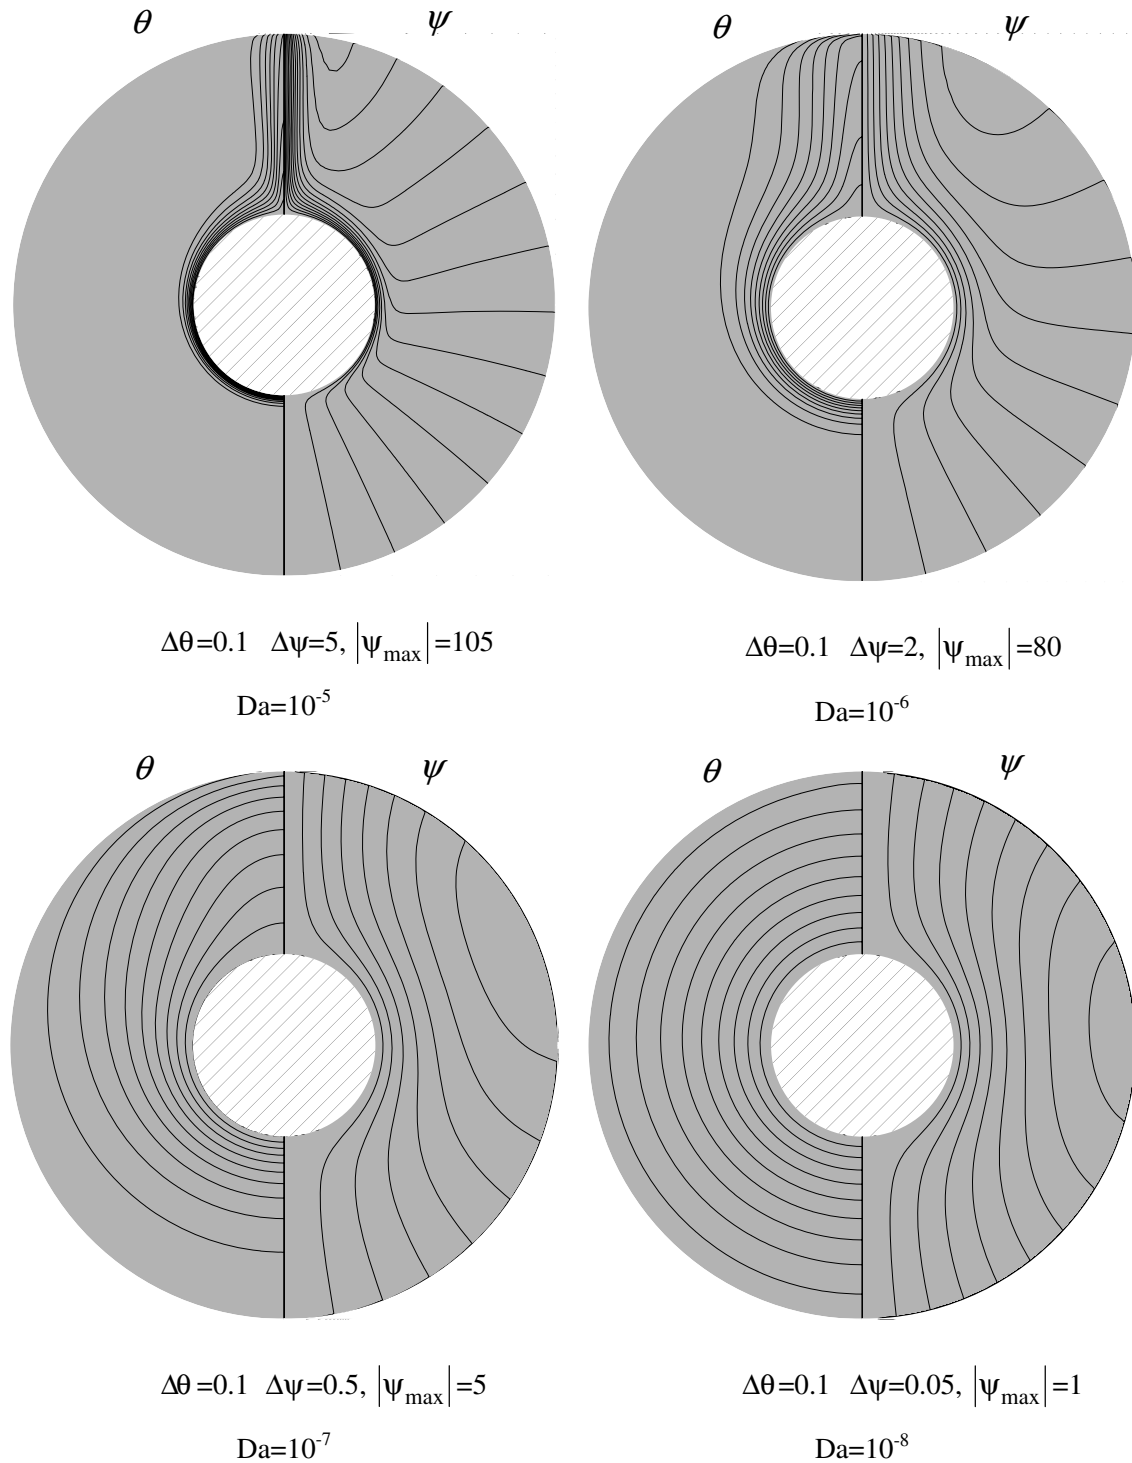 θ ψ θ ψ
Δθ=0.1 Δψ=5, |ψmax|=105 Δθ=0.1 Δψ=2, |ψmax|=80
Da=10-5 Da=10-6
θ ψ θ ψ
Δθ=0.1 Δψ=0.5, |ψmax|=5 Δθ=0.1 Δψ=0.05, |ψmax|=1
Da=10-7 Da=10-8